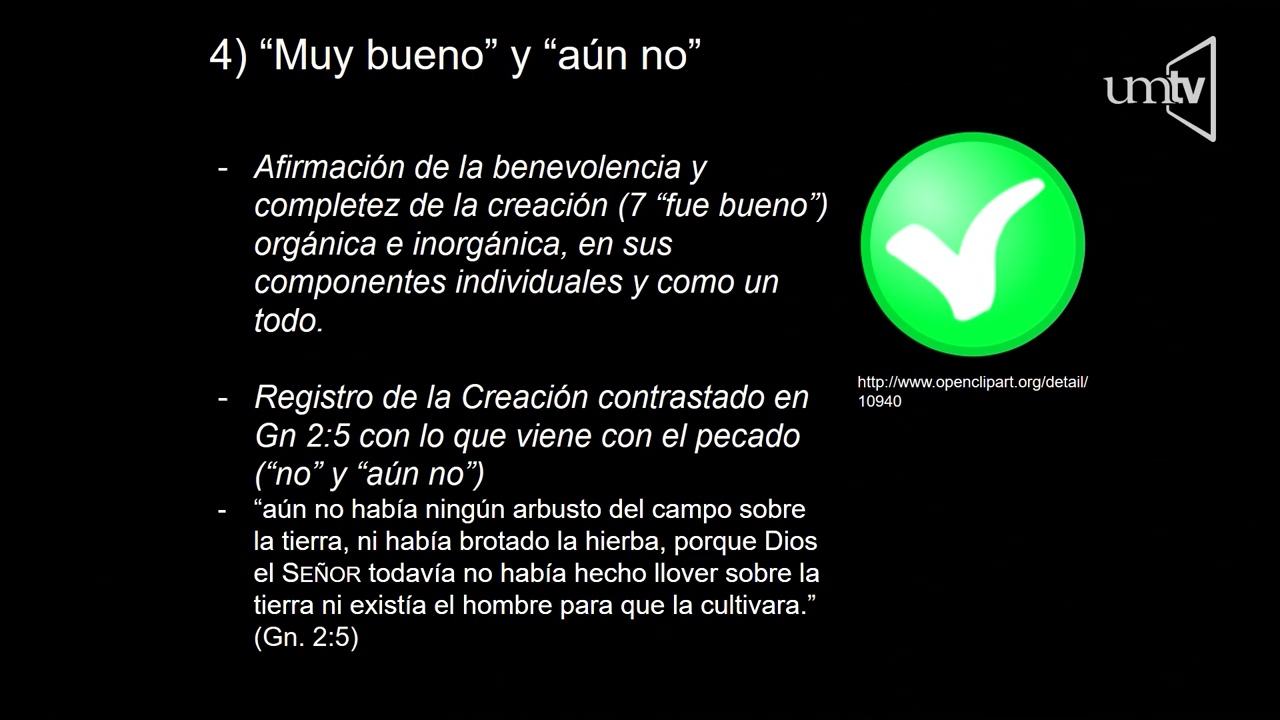 4) “Muy bueno” y “aún no”
umtv
- Afirmación de la benevolencia y
completez de la creación (7 “fue bueno”)
orgánica e inorgánica, en sus
componentes individuales y como un
todo.
- Registro de la Creación contrastado en
Gn 2:5 con lo que viene con el pecado
(“no” y “aún no”)
- “aún no había ningún arbusto del campo sobre
la tierra, ni había brotado la hierba, porque Dios
el SEÑOR todavía no había hecho llover sobre la
tierra ni existía el hombre para que la cultivara.”
(Gn. 2:5)
http://www.openclipart.org/detail/
10940